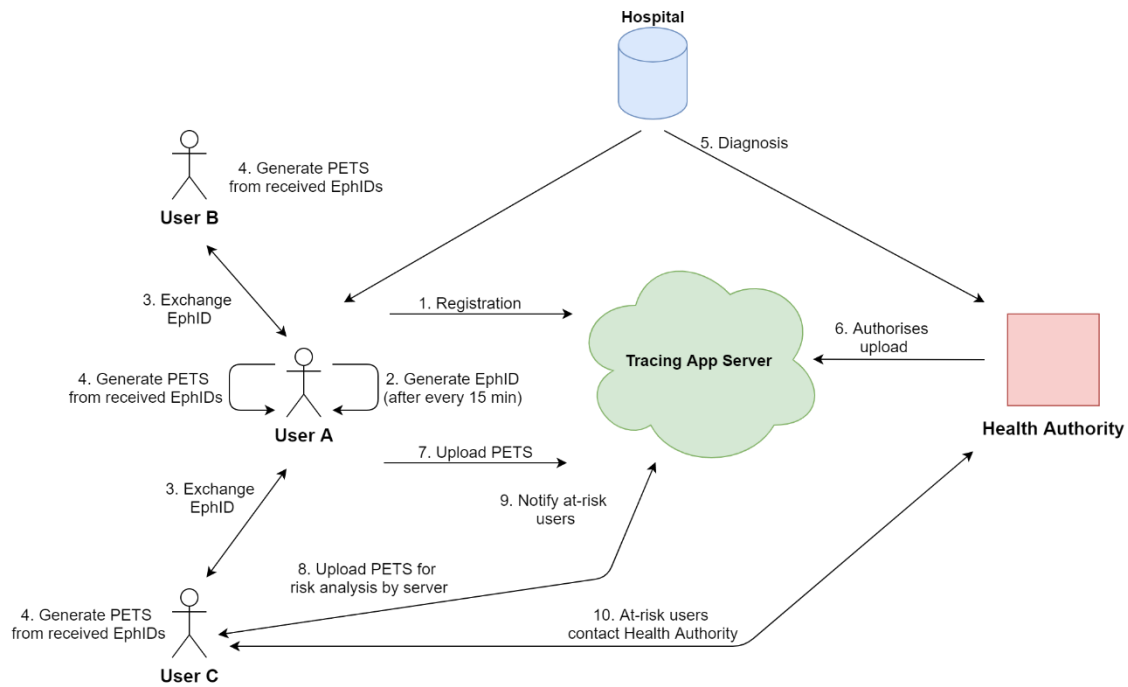 Hospital
5. Diagnosis
4. Generate PETS
from received EphIDs
User B
3. Exchange
EphID
1. Registration
6. Authorises
upload
Tracing App Server
4. Generate PETS
from received EphIDs
2. Generate EphID
(after every 15 min)
User A
Health Authority
7. Upload PETS
3. Exchange
EphID
9. Notify at-risk
users
8. Upload PETS for
risk analysis by server
4. Generate PETS
from received EphIDs
10. At-risk users
contact Health Authority
User C